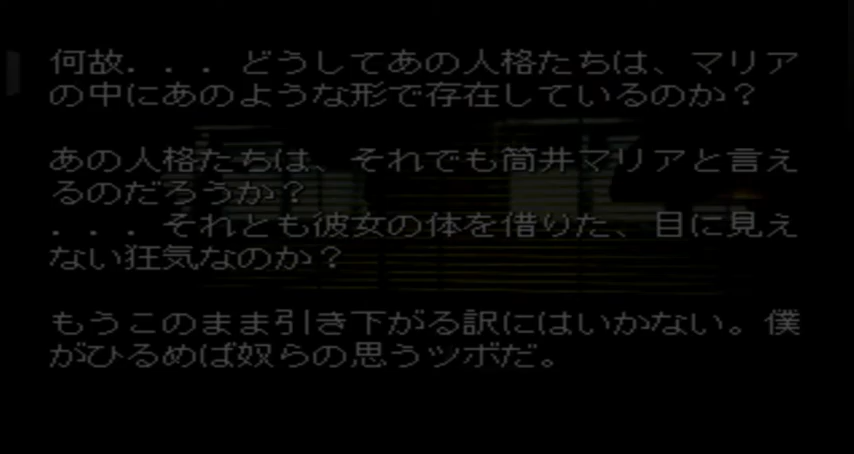 何故．．． どうしてあの人格たちは、マリア
の中にあのような形で存在しているのか？
あの人格たちは、それでも筒井マリアと言え
るのだろうか？
．．．それとも彼女の体を借りた、目に見え
ない狂気なのか？
もうこのまま引き下がる訳にはいかない。僕
がひるめば奴らの思うツボだ。